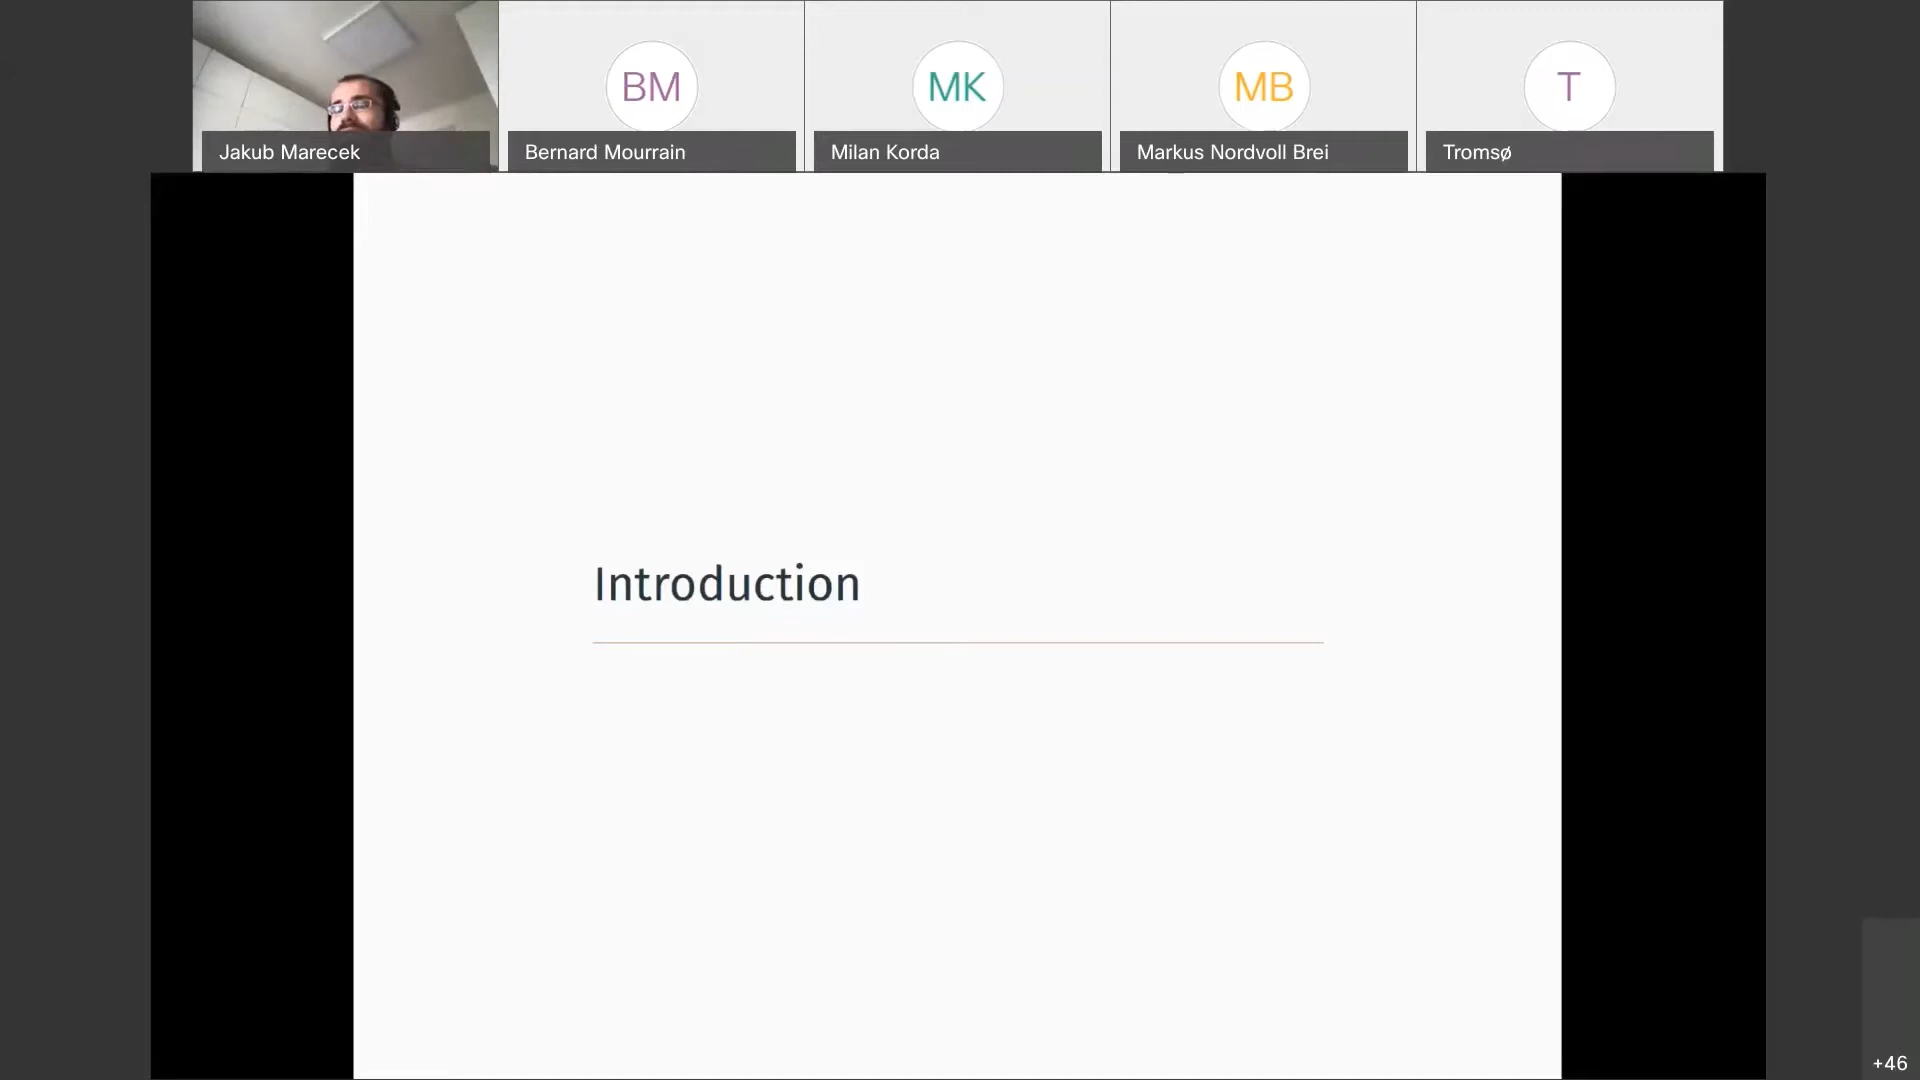 BM
MK
MB
T
Jakub Marecek
Bernard Mourrain
Milan Korda
Markus Nordvoll Brei
Tromsø
Introduction
+46